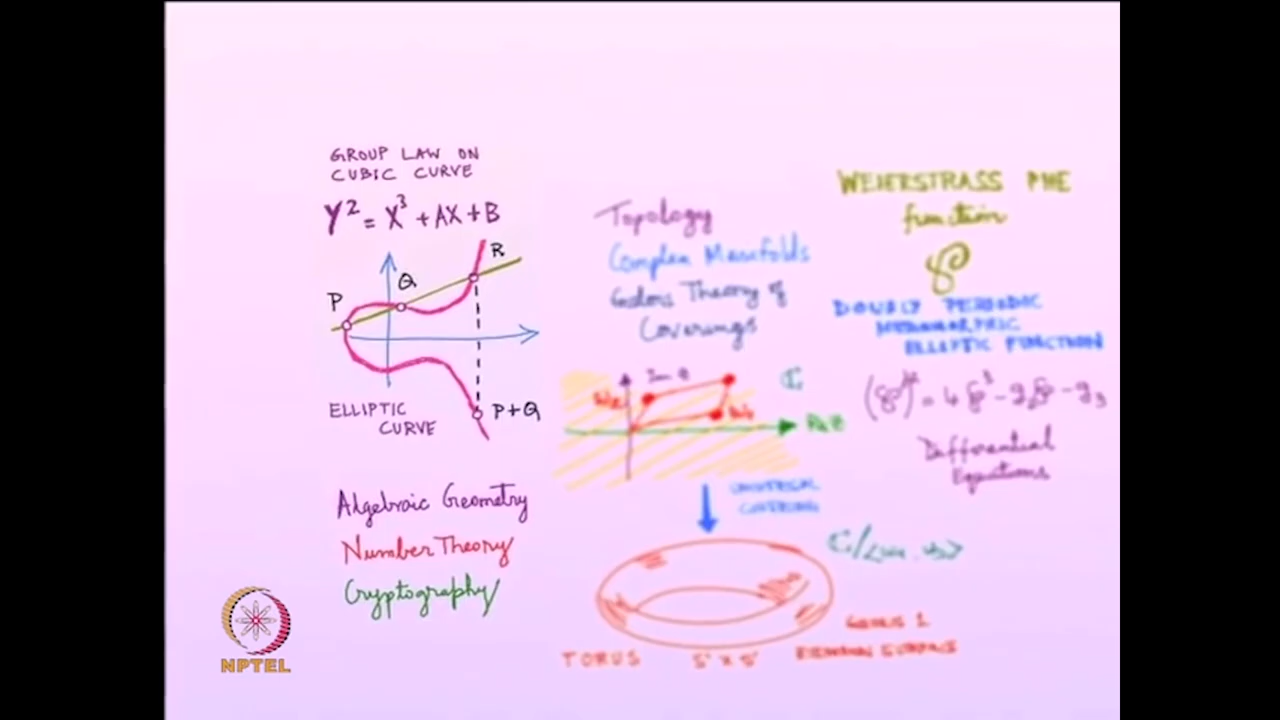 GROUP LAW ON
CUBIC CURVE
Y² = X³ + AX + B
R
Q
P
P+Q
ELLIPTIC
CURVE
Algebraic Geometry
Number Theory
Cryptography
NPTEL
Topology
Complex Manifolds
Galois Theory of
Coverings
ℂ
UNIVERSAL
COVERING
TORUS S¹ x S¹
GENUS 1
RIEMANN SURFACE
WEIERSTRASS PHE
function
℘
DOUBLY PERIODIC
MEROMORPHIC
ELLIPTIC FUNCTION
Differential
Equations